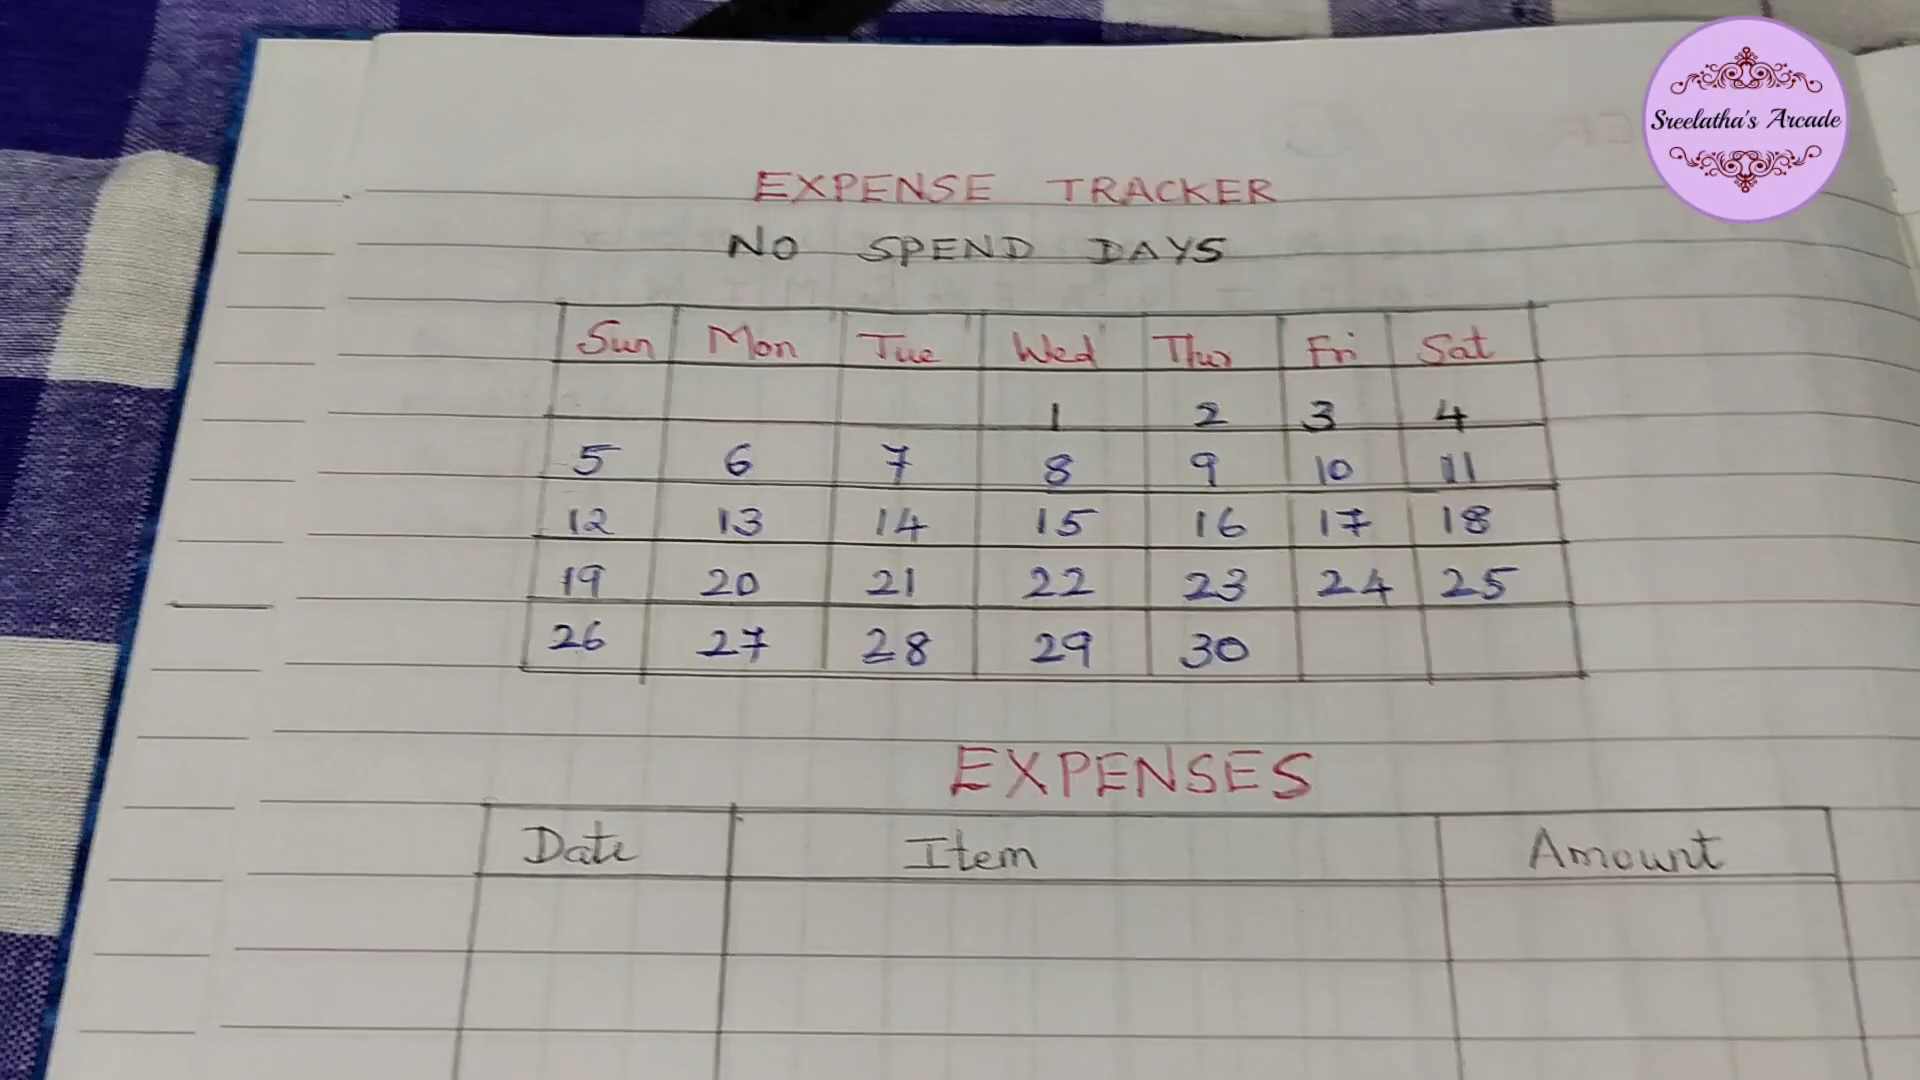 Sreelatha's Arcade
EXPENSE TRACKER
NO SPEND DAYS
Sun Mon Tue Wed Thur Fri Sat
1 2 3 4
5 6 7 8 9 10 11
12 13 14 15 16 17 18
19 20 21 22 23 24 25
26 27 28 29 30
EXPENSES
Date Item Amount